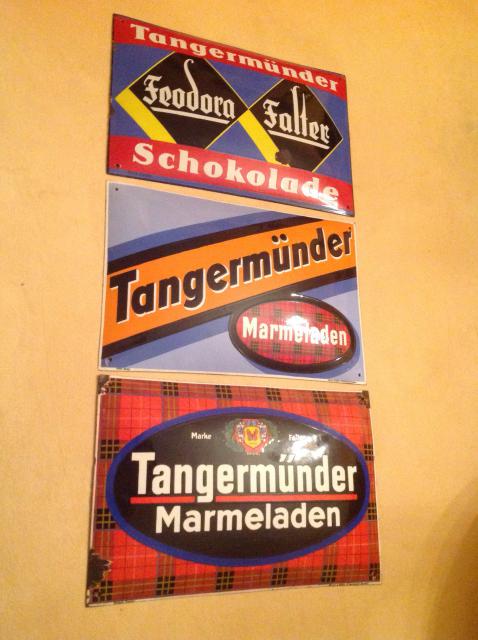 Tangermünder
Feodora Falter
Schokolade
Tangermünder
Marmeladen
Marke
Tangermünder
Marmeladen